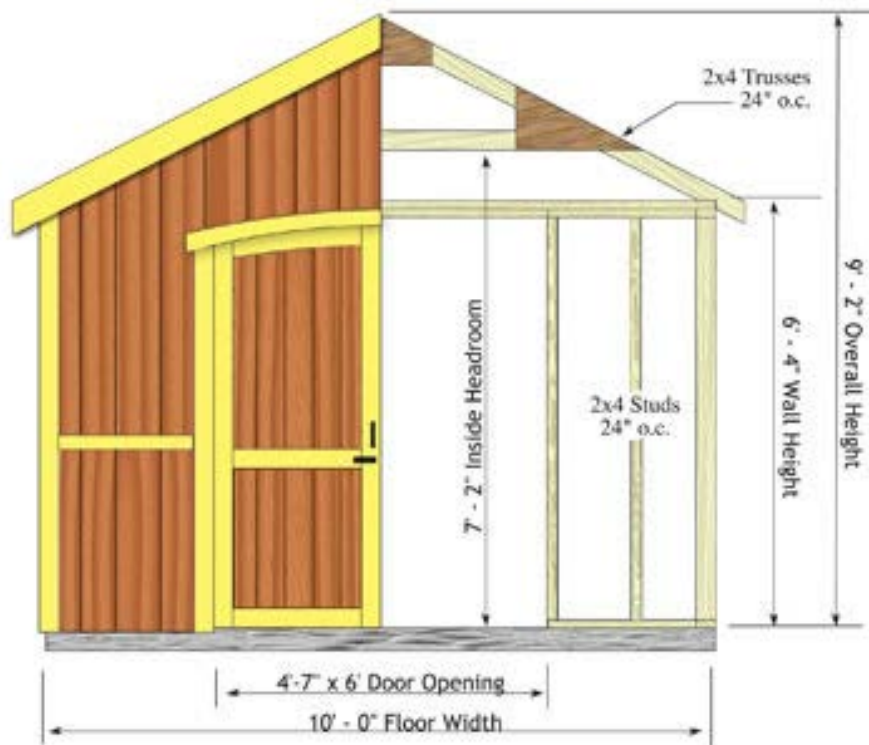 2x4 Trusses
24" o.c.
9' - 2" Overall Height
6' - 4" Wall Height
7' - 2" Inside Headroom
2x4 Studs
24" o.c.
4'-7" x 6' Door Opening
10' - 0" Floor Width